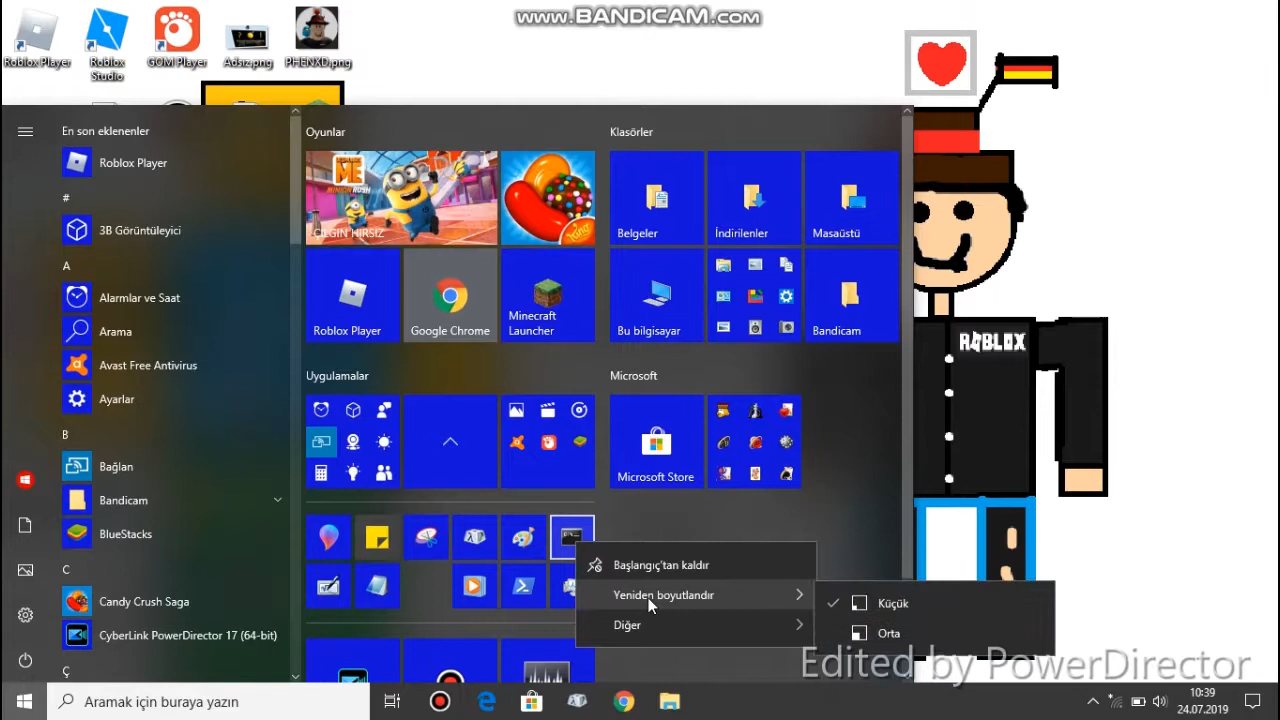 www.BANDICAM.com
Roblox Player
Roblox Studio
GOM Player
Adsız.png
PHENXD.png
En son eklenenler
Roblox Player
#
3B Görüntüleyici
A
Alarmlar ve Saat
Arama
Avast Free Antivirus
Ayarlar
B
Bağlan
Bandicam
BlueStacks
C
Candy Crush Saga
CyberLink PowerDirector 17 (64-bit)
Ç
Oyunlar
ME
MINION RUSH
ÇILGIN HIRSIZ
King
Roblox Player
Google Chrome
Minecraft Launcher
Uygulamalar
Klasörler
Belgeler
İndirilenler
Masaüstü
Bu bilgisayar
Bandicam
Microsoft
Microsoft Store
Başlangıç'tan kaldır
Yeniden boyutlandır
Diğer
Küçük
Orta
ROBLOX
Edited by PowerDirector
Aramak için buraya yazın
10:39
24.07.2019